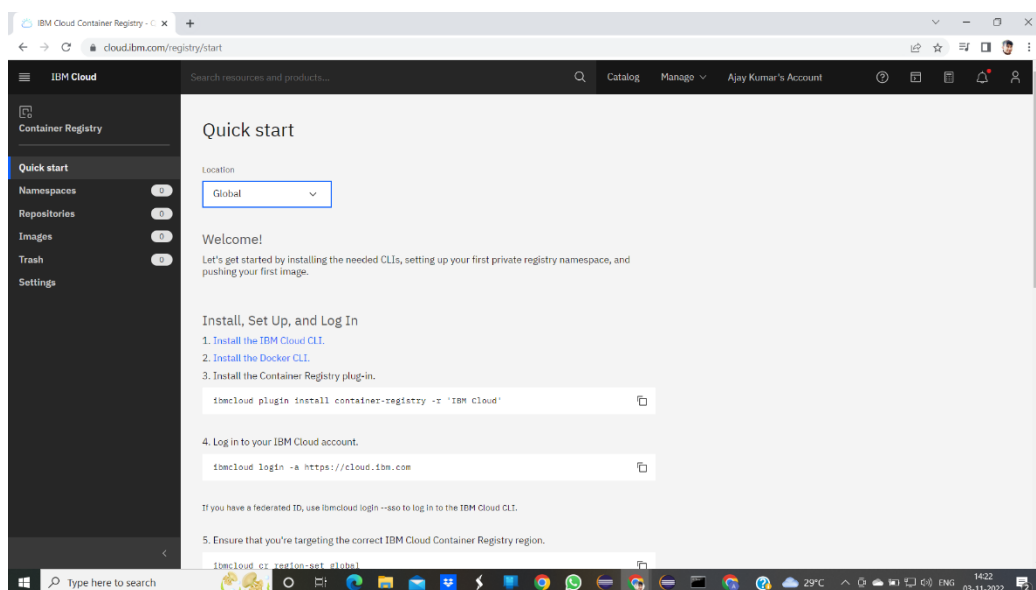 IBM Cloud Container Registry - C
cloud.ibm.com/registry/start
IBM Cloud
Search resources and products...
Catalog
Manage
Ajay Kumar's Account
Container Registry
Quick start
Namespaces 0
Repositories 0
Images 0
Trash 0
Settings
Quick start
Location
Global
Welcome!
Let's get started by installing the needed CLIs, setting up your first private registry namespace, and
pushing your first image.
Install, Set Up, and Log In
1. Install the IBM Cloud CLI.
2. Install the Docker CLI.
3. Install the Container Registry plug-in.
ibmcloud plugin install container-registry -r 'IBM Cloud'
4. Log in to your IBM Cloud account.
ibmcloud login -a https://cloud.ibm.com
If you have a federated ID, use ibmcloud login --sso to log in to the IBM Cloud CLI.
5. Ensure that you're targeting the correct IBM Cloud Container Registry region.
ibmcloud cr region-set global
Type here to search
29°C
ENG
14:22
03-11-2022